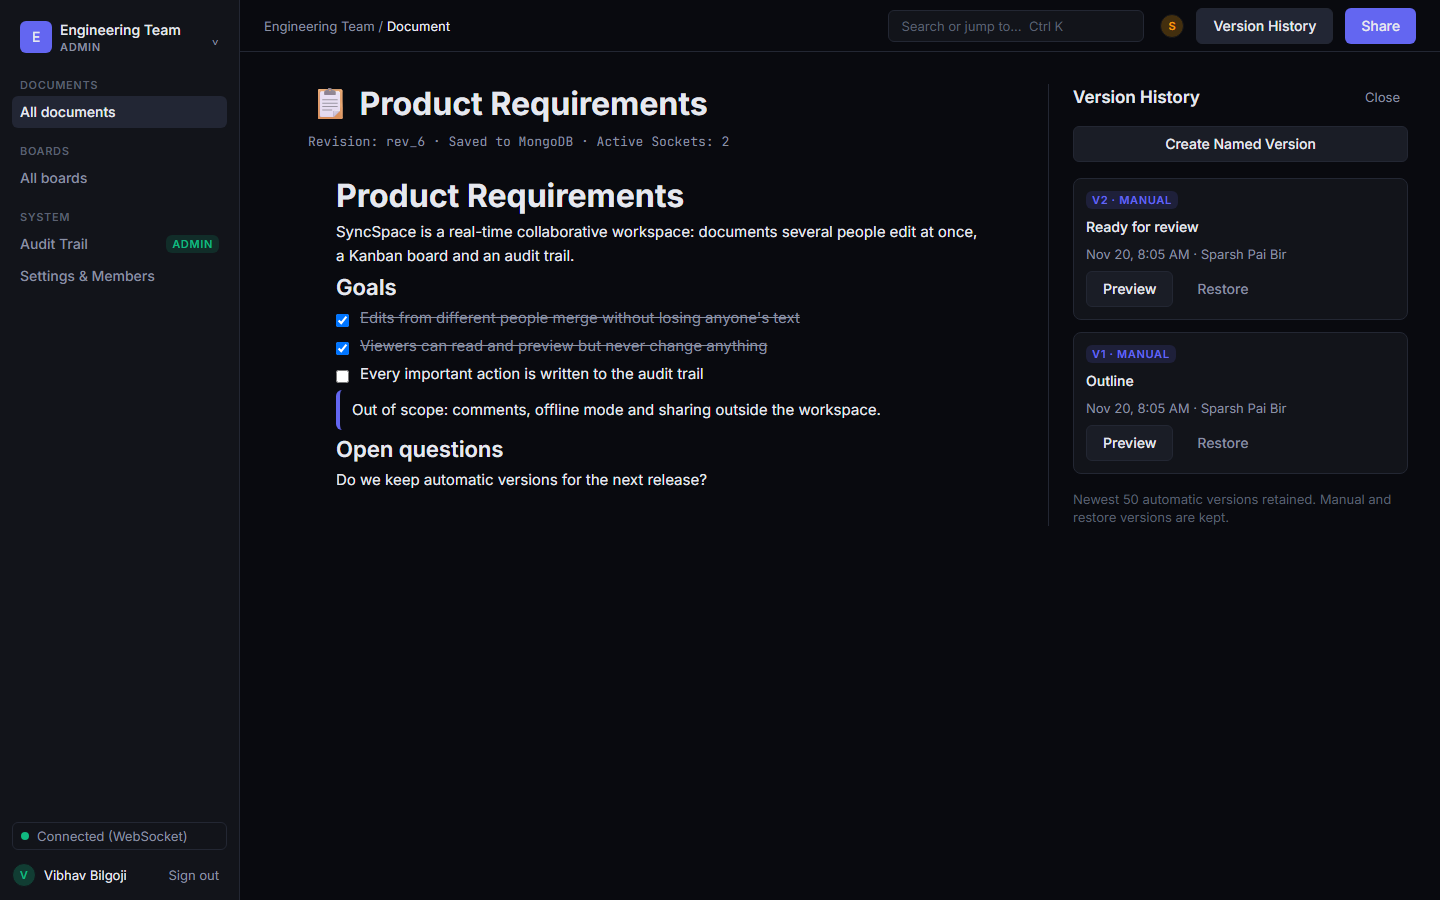 E
Engineering Team
ADMIN
v
DOCUMENTS
All documents
BOARDS
All boards
SYSTEM
Audit Trail ADMIN
Settings & Members
Connected (WebSocket)
V Vibhav Bilgoji Sign out
Engineering Team / Document
Search or jump to... Ctrl K
S
Version History
Share
Product Requirements
Revision: rev_6 · Saved to MongoDB · Active Sockets: 2
Product Requirements
SyncSpace is a real-time collaborative workspace: documents several people edit at once,
a Kanban board and an audit trail.
Goals
Edits from different people merge without losing anyone's text
Viewers can read and preview but never change anything
Every important action is written to the audit trail
Out of scope: comments, offline mode and sharing outside the workspace.
Open questions
Do we keep automatic versions for the next release?
Version History Close
Create Named Version
V2 · MANUAL
Ready for review
Nov 20, 8:05 AM · Sparsh Pai Bir
Preview Restore
V1 · MANUAL
Outline
Nov 20, 8:05 AM · Sparsh Pai Bir
Preview Restore
Newest 50 automatic versions retained. Manual and
restore versions are kept.